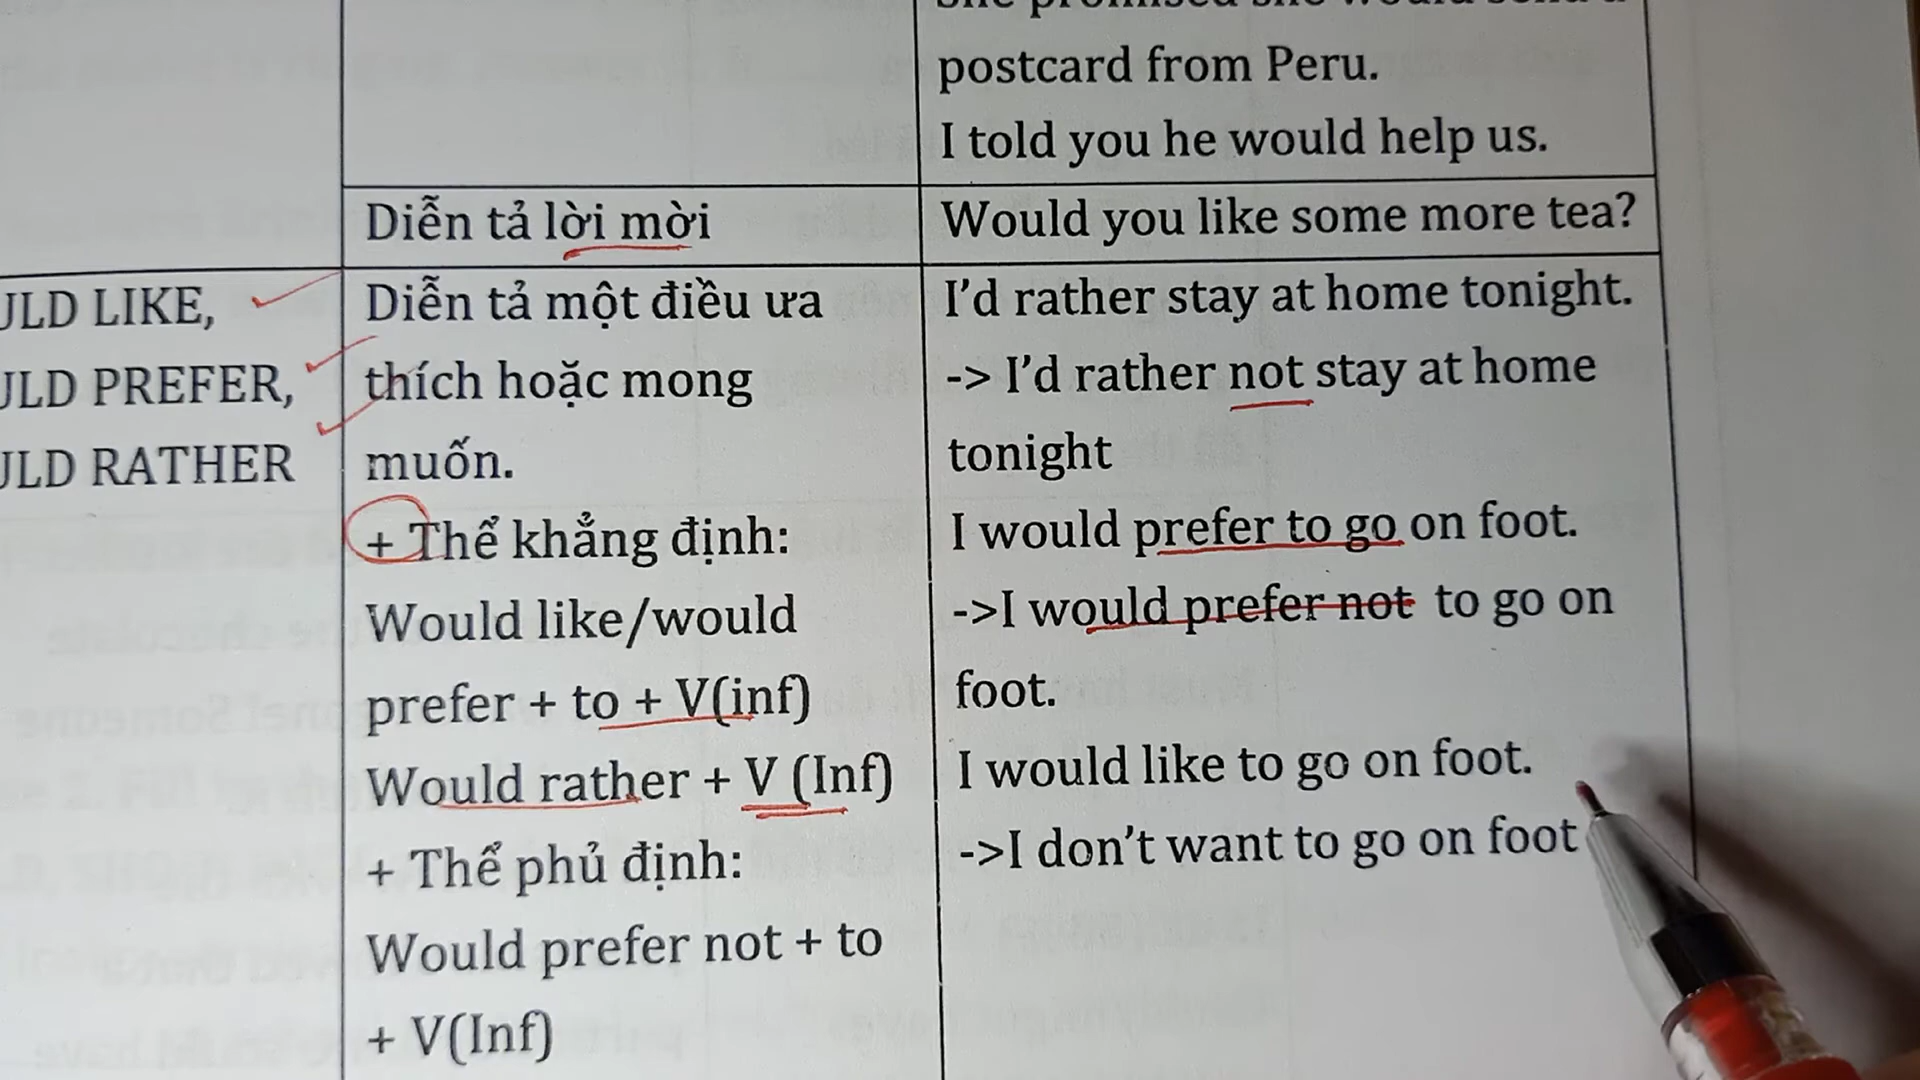 postcard from Peru.
I told you he would help us.
Diễn tả lời mời
Would you like some more tea?
ULD LIKE,
ULD PREFER,
ULD RATHER
Diễn tả một điều ưa
thích hoặc mong
muốn.
+ Thể khẳng định:
Would like/would
prefer + to + V(inf)
Would rather + V (Inf)
+ Thể phủ định:
Would prefer not + to
+ V(Inf)
I'd rather stay at home tonight.
-> I'd rather not stay at home
tonight
I would prefer to go on foot.
->I would prefer not to go on
foot.
I would like to go on foot.
->I don't want to go on foot